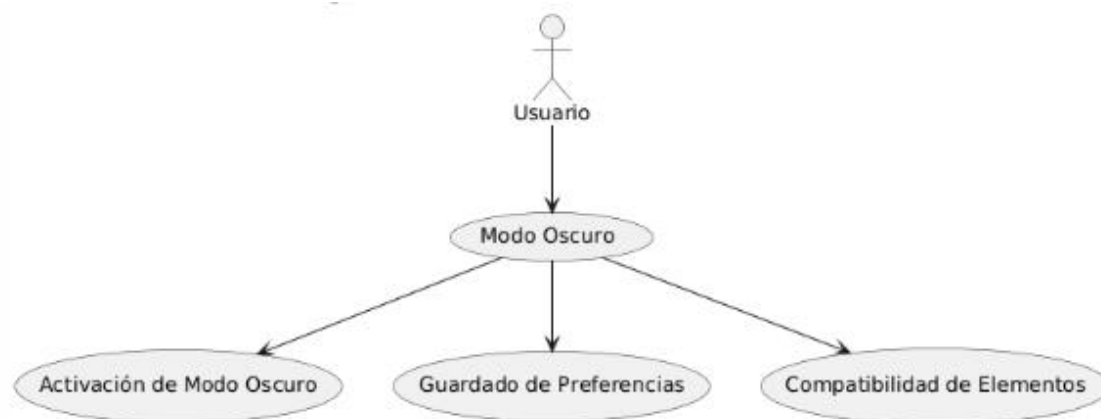 Usuario
Modo Oscuro
Activación de Modo Oscuro
Guardado de Preferencias
Compatibilidad de Elementos